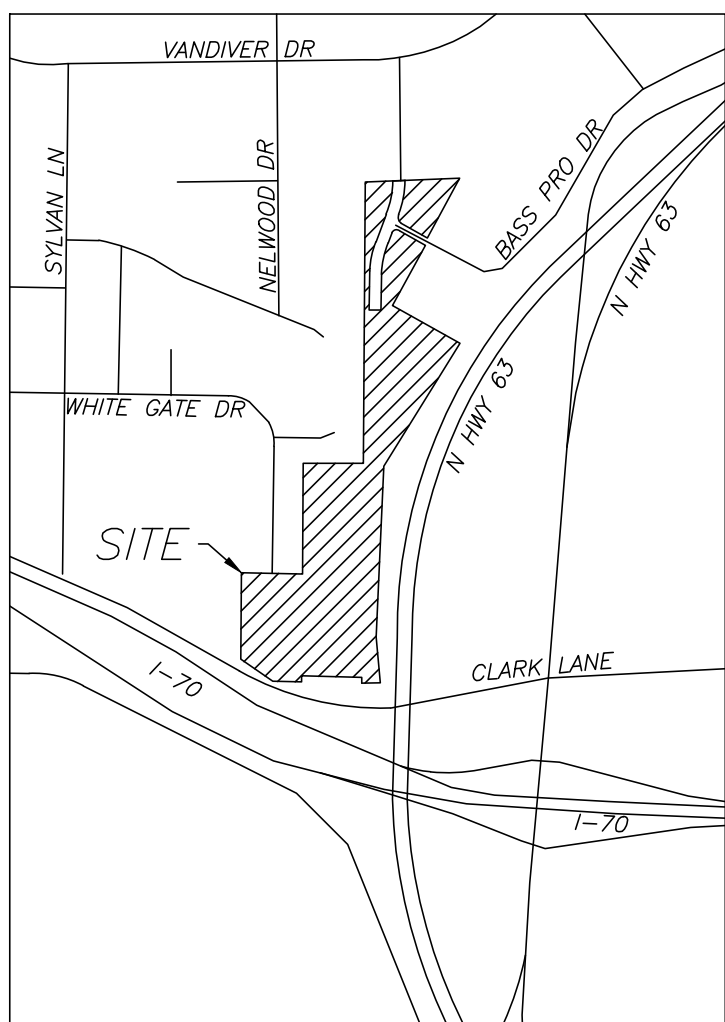 VANDIVER DR
SYLVAN LN
NELWOOD DR
BASS PRO DR
N HWY 63
N HWY 63
WHITE GATE DR
SITE
CLARK LANE
I-70
I-70